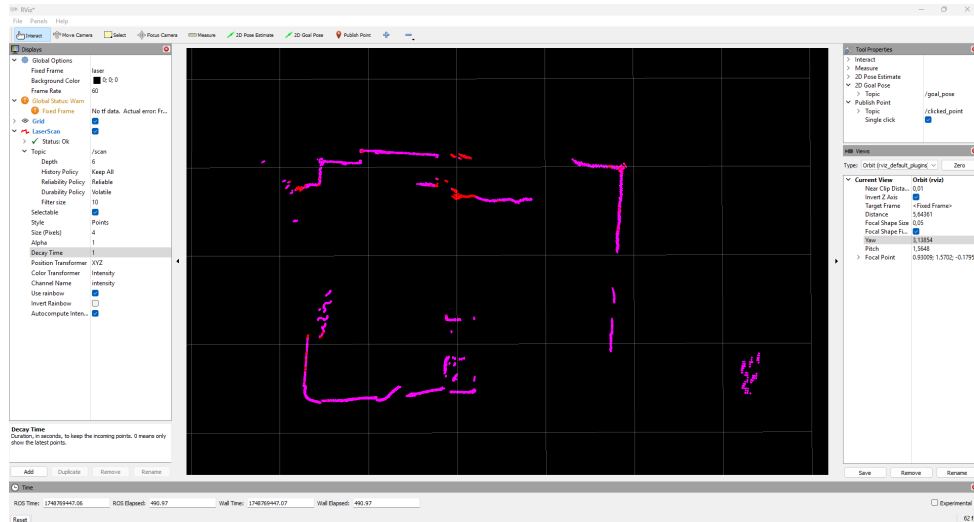 RViz*
File Panels Help
Interact Move Camera Select Focus Camera Measure 2D Pose Estimate 2D Goal Pose Publish Point
Displays
Global Options
Fixed Frame laser
Background Color 0; 0; 0
Frame Rate 60
Global Status: Warn
Fixed Frame No tf data. Actual error: Fr...
Grid
LaserScan
Status: Ok
Topic /scan
Depth 6
History Policy Keep All
Reliability Policy Reliable
Durability Policy Volatile
Filter size 10
Selectable
Style Points
Size (Pixels) 4
Alpha 1
Decay Time 1
Position Transformer XYZ
Color Transformer Intensity
Channel Name intensity
Use rainbow
Invert Rainbow
Autocompute Inten...
Decay Time
Duration, in seconds, to keep the incoming points. 0 means only
show the latest points.
Add Duplicate Remove Rename
Tool Properties
Interact
Measure
2D Pose Estimate
2D Goal Pose
Topic /goal_pose
Publish Point
Topic /clicked_point
Single click
Views
Type: Orbit (rviz_default_plugins) Zero
Current View Orbit (rviz)
Near Clip Dista... 0,01
Invert Z Axis
Target Frame <Fixed Frame>
Distance 5,64361
Focal Shape Size 0,05
Focal Shape Fi...
Yaw 3,13854
Pitch 1,5648
Focal Point 0.93009; 1.5702; -0.1795
Save Remove Rename
Time
ROS Time: 1748769447.06 ROS Elapsed: 490.97 Wall Time: 1748769447.07 Wall Elapsed: 490.97 Experimental
Reset